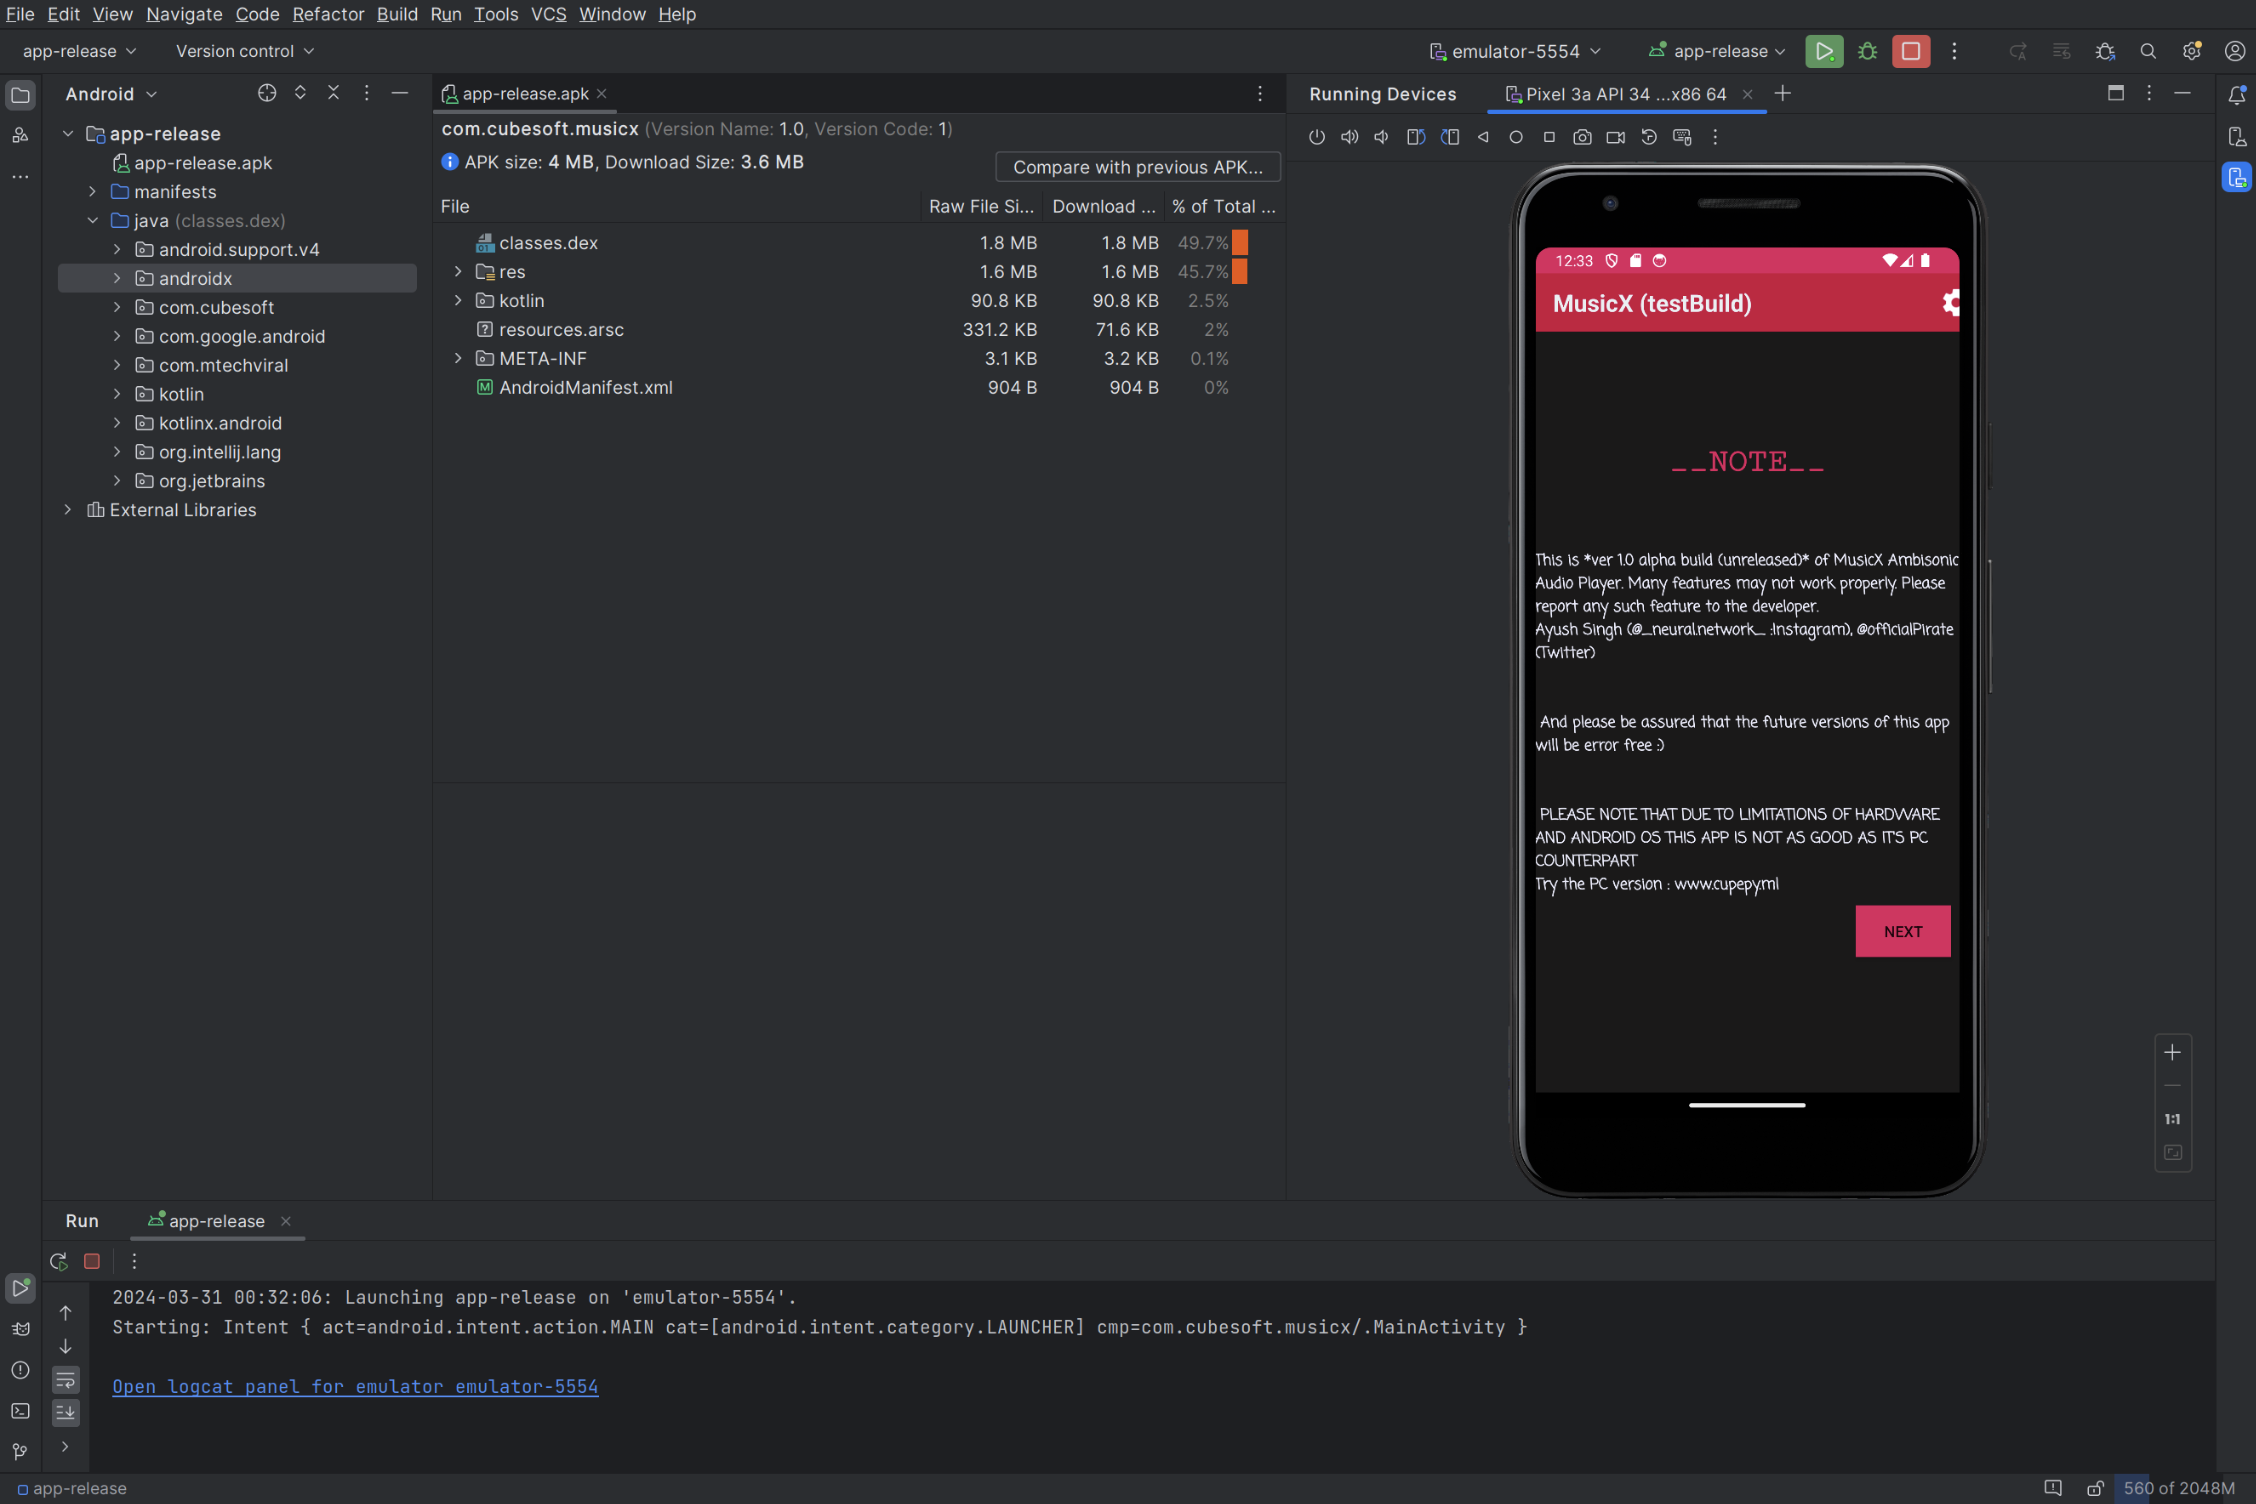 File Edit View Navigate Code Refactor Build Run Tools VCS Window Help
app-release Version control emulator-5554 app-release
Android
app-release
app-release.apk
manifests
java (classes.dex)
android.support.v4
androidx
com.cubesoft
com.google.android
com.mtechviral
kotlin
kotlinx.android
org.intellij.lang
org.jetbrains
External Libraries
app-release.apk
com.cubesoft.musicx (Version Name: 1.0, Version Code: 1)
APK size: 4 MB, Download Size: 3.6 MB
Compare with previous APK...
File Raw File Si... Download ... % of Total ...
classes.dex 1.8 MB 1.8 MB 49.7%
res 1.6 MB 1.6 MB 45.7%
kotlin 90.8 KB 90.8 KB 2.5%
resources.arsc 331.2 KB 71.6 KB 2%
META-INF 3.1 KB 3.2 KB 0.1%
AndroidManifest.xml 904 B 904 B 0%
Running Devices Pixel 3a API 34 ...x86 64
12:33
MusicX (testBuild)
__NOTE__
This is *ver 1.0 alpha build (unreleased)* of MusicX Ambisonic
Audio Player. Many features may not work properly. Please
report any such feature to the developer.
Ayush Singh (@_neural.network_ :Instagram), @officialPirate
(Twitter)
And please be assured that the future versions of this app
will be error free :)
PLEASE NOTE THAT DUE TO LIMITATIONS OF HARDWARE
AND ANDROID OS THIS APP IS NOT AS GOOD AS IT'S PC
COUNTERPART
Try the PC version : www.cupepy.ml
NEXT
1:1
Run app-release
2024-03-31 00:32:06: Launching app-release on 'emulator-5554'.
Starting: Intent { act=android.intent.action.MAIN cat=[android.intent.category.LAUNCHER] cmp=com.cubesoft.musicx/.MainActivity }
Open logcat panel for emulator emulator-5554
app-release 560 of 2048M